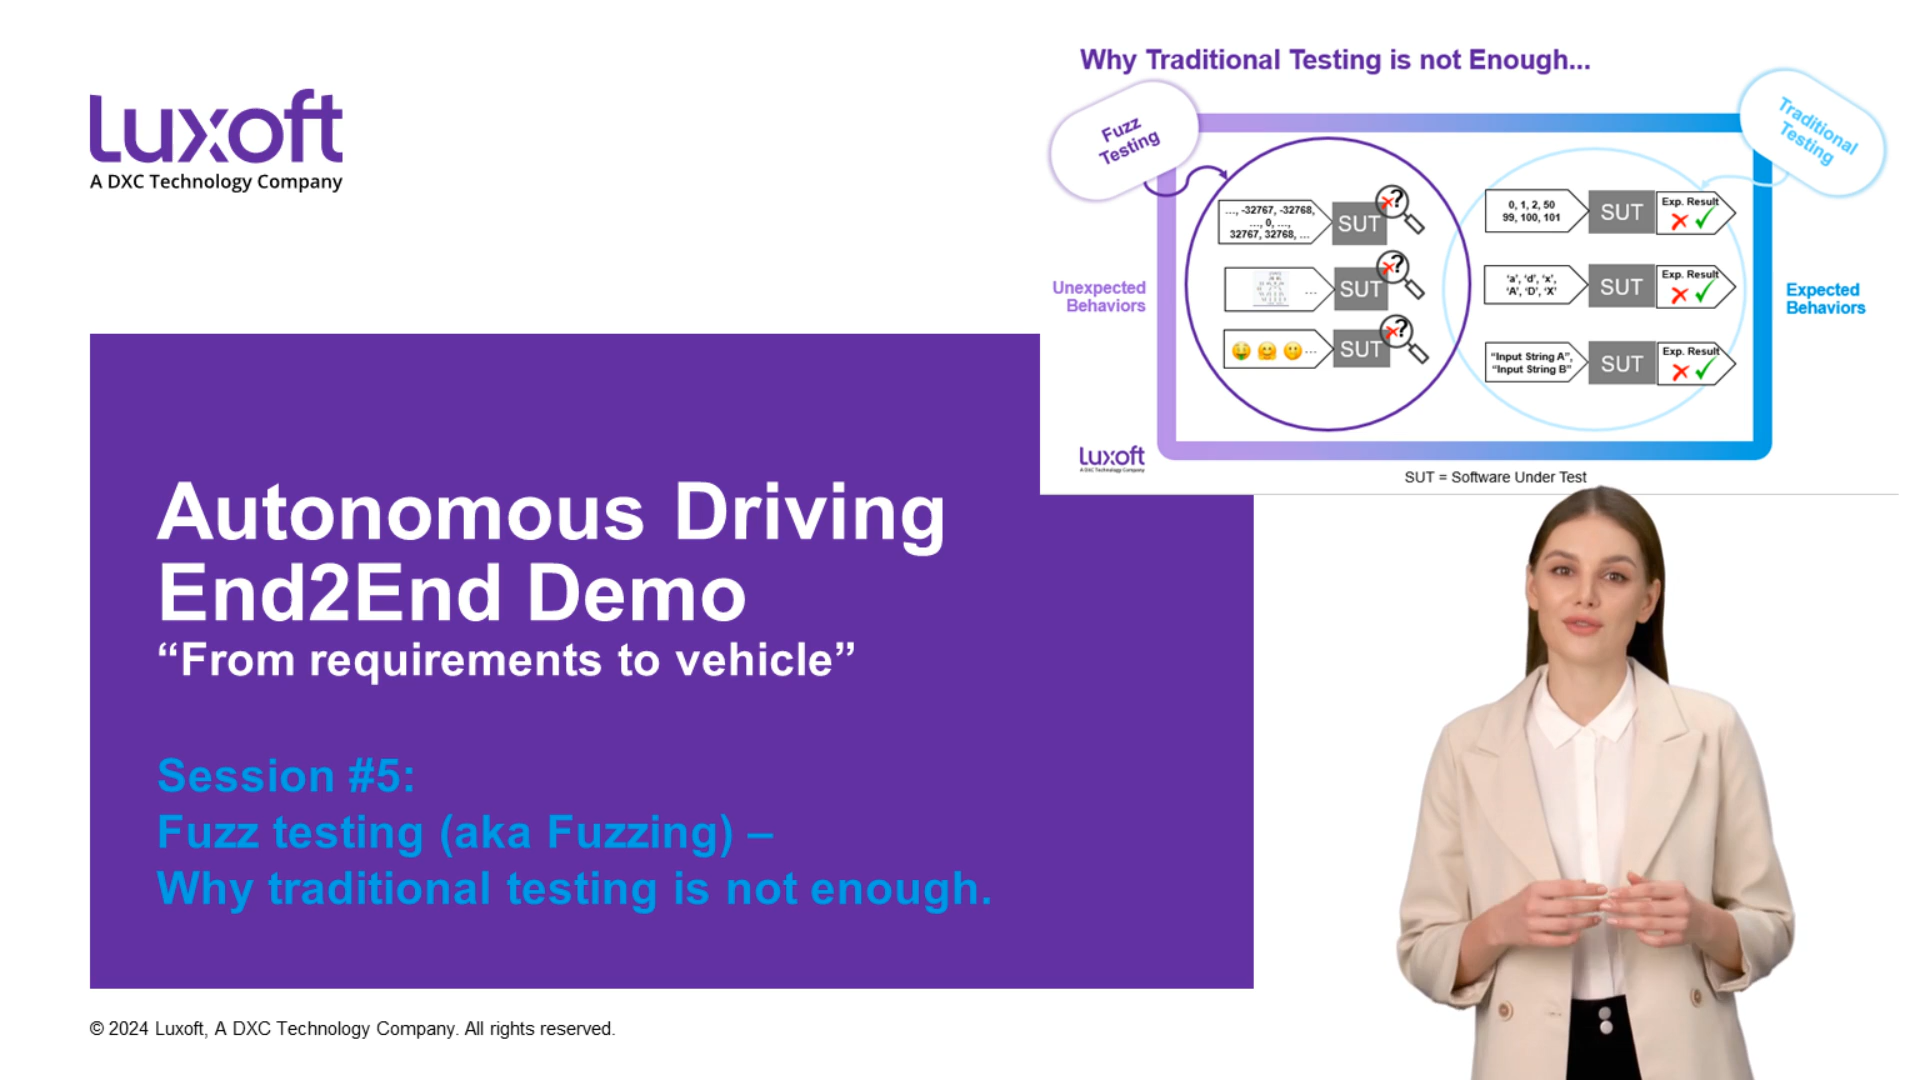 Luxoft
A DXC Technology Company
Why Traditional Testing is not Enough...
Fuzz
Testing
Traditional
Testing
..., -32767, -32768,
..., 0, ...,
32767, 32768, ...
SUT
?
...
SUT
?
...
SUT
?
0, 1, 2, 50
99, 100, 101
SUT
Exp. Result
‘a’, ‘d’, ‘x’,
‘A’, ‘D’, ‘X’
SUT
Exp. Result
“Input String A”,
“Input String B”
SUT
Exp. Result
Unexpected
Behaviors
Expected
Behaviors
Luxoft
A DXC Technology Company
SUT = Software Under Test
Autonomous Driving
End2End Demo
“From requirements to vehicle”
Session #5:
Fuzz testing (aka Fuzzing) –
Why traditional testing is not enough.
© 2024 Luxoft, A DXC Technology Company. All rights reserved.